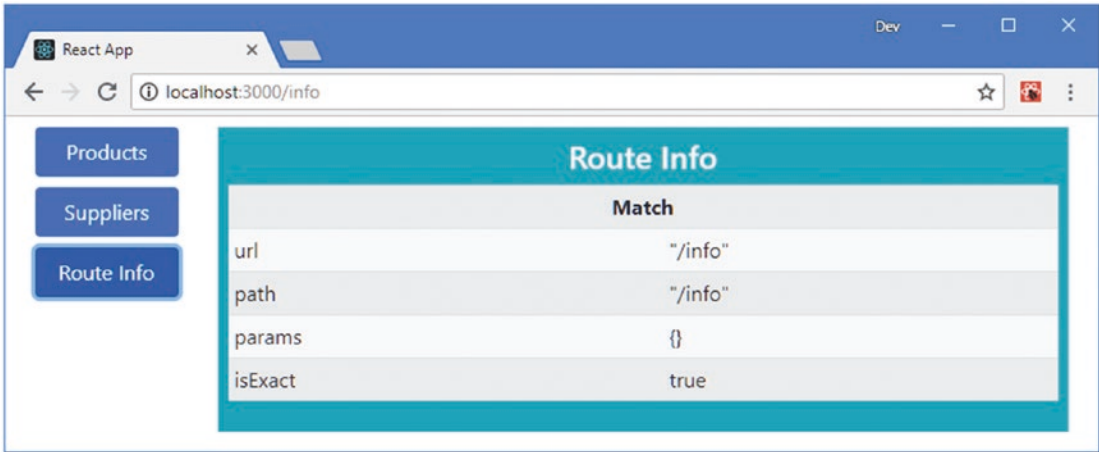 Dev
React App
localhost:3000/info
Products
Suppliers
Route Info
Route Info
Match
url "/info"
path "/info"
params {}
isExact true